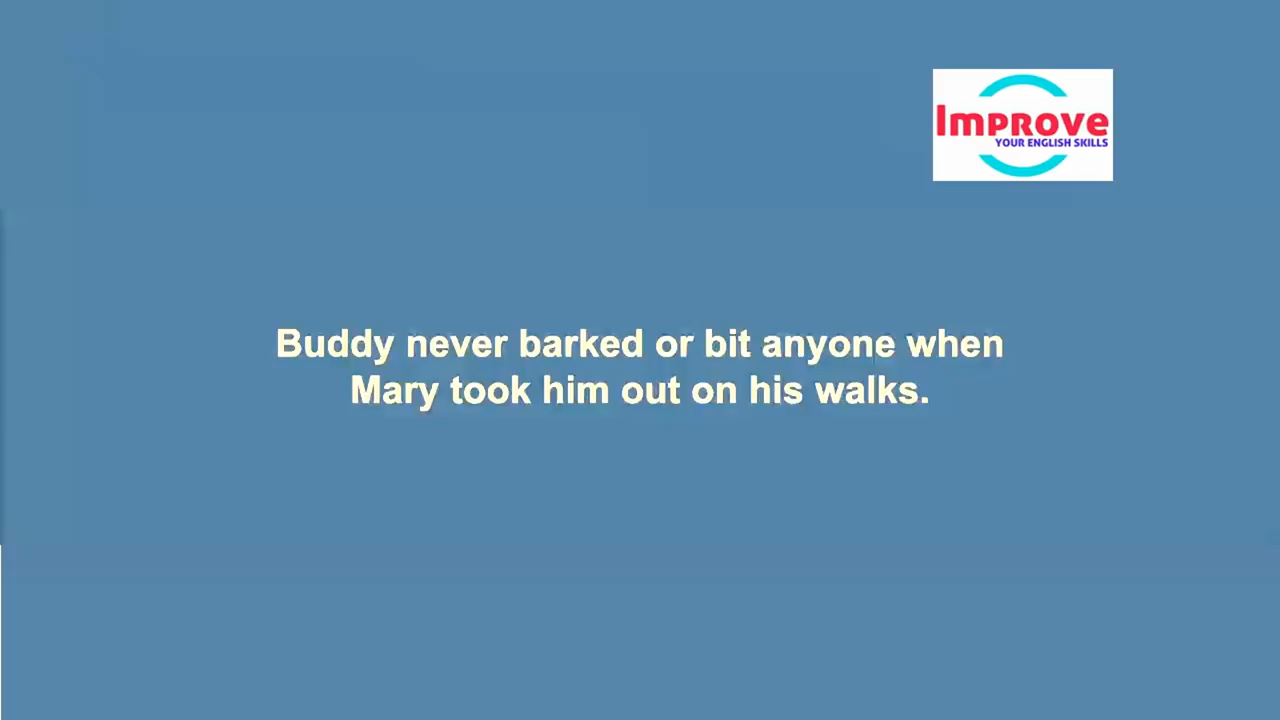 Improve
YOUR ENGLISH SKILLS
Buddy never barked or bit anyone when
Mary took him out on his walks.